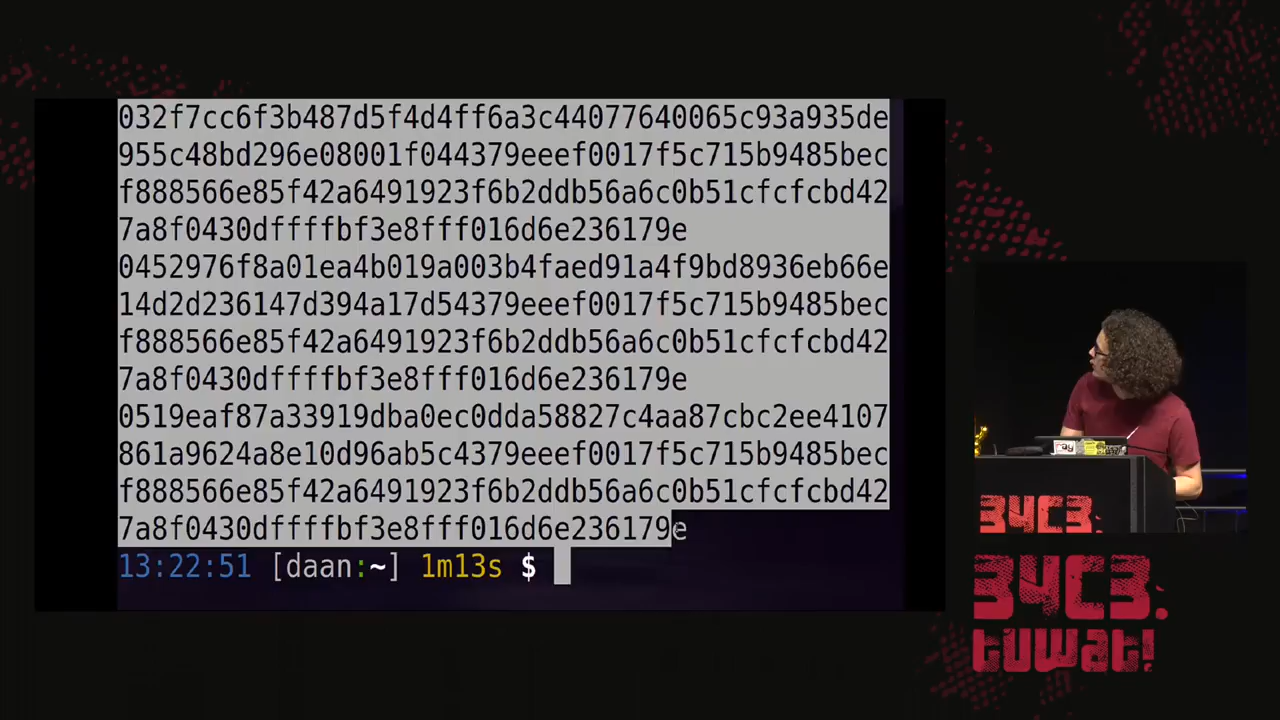 032f7cc6f3b487d5f4d4ff6a3c44077640065c93a935de
955c48bd296e08001f044379eeef0017f5c715b9485bec
f888566e85f42a6491923f6b2ddb56a6c0b51cfcfcbd42
7a8f0430dffffbf3e8fff016d6e236179e
0452976f8a01ea4b019a003b4faed91a4f9bd8936eb66e
14d2d236147d394a17d54379eeef0017f5c715b9485bec
f888566e85f42a6491923f6b2ddb56a6c0b51cfcfcbd42
7a8f0430dffffbf3e8fff016d6e236179e
0519eaf87a33919dba0ec0dda58827c4aa87cbc2ee4107
861a9624a8e10d96ab5c4379eeef0017f5c715b9485bec
f888566e85f42a6491923f6b2ddb56a6c0b51cfcfcbd42
7a8f0430dffffbf3e8fff016d6e236179e
13:22:51 [daan:~] 1m13s $
34C3.
34C3.
tuwat!